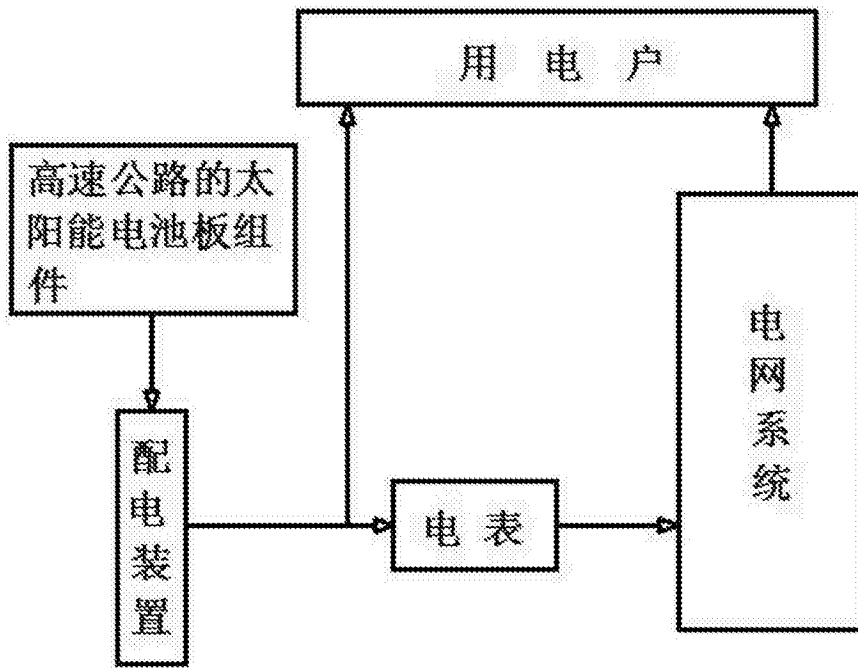 用 电 户
高速公路的太
阳能电池板组
件
电网系统
配电装置
电 表